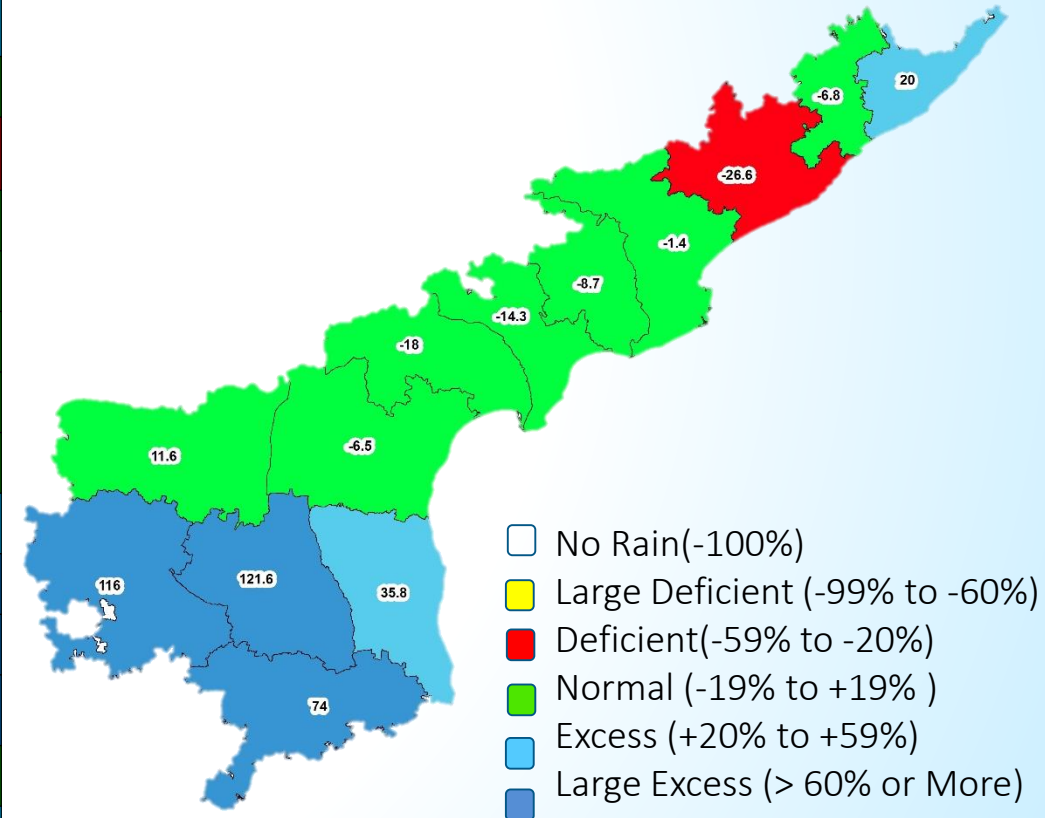 20
-6.8
-26.6
-1.4
-8.7
-14.3
-18
-6.5
11.6
116
121.6
35.8
74
No Rain(-100%)
Large Deficient (-99% to -60%)
Deficient(-59% to -20%)
Normal (-19% to +19% )
Excess (+20% to +59%)
Large Excess (> 60% or More)